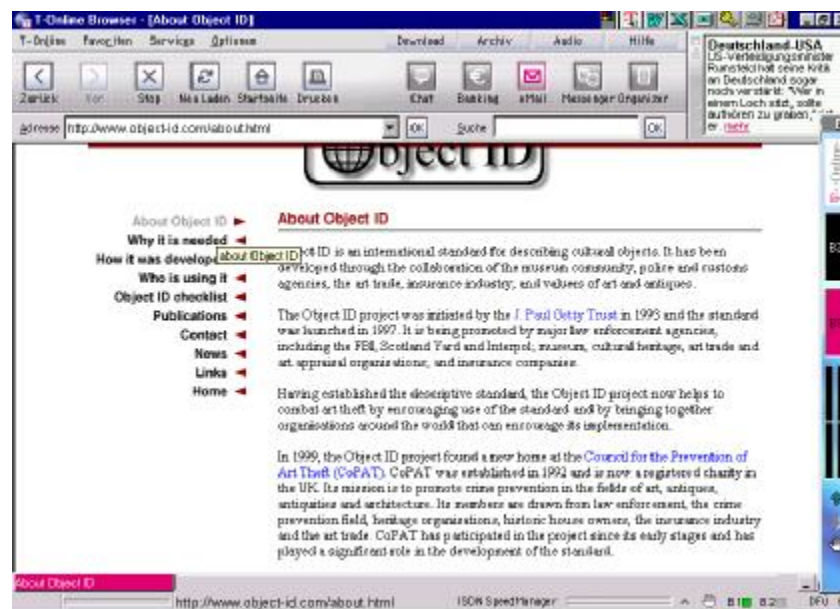 T-Online Browser - [About Object ID]
T-Online Favoriten Services Optionen Download Archiv Audio Hilfe
Zurück Vor Stop Neu Laden Startseite Drucken Chat Banking eMail Messenger Organizer
Adresse http://www.object-id.com/about.html OK Suche OK
Deutschland-USA
US-Verteidigungsminister
Rumsfeld hat seine Kritik
an Deutschland sogar
noch verstärkt: "Wer in
einem Loch sitzt, sollte
aufhören zu graben,"
er. mehr
Object ID
About Object ID
Why it is needed
How it was develope
about Object ID
Who is using it
Object ID checklist
Publications
Contact
News
Links
Home
About Object ID
ct ID is an international standard for describing cultural objects. It has been
developed through the collaboration of the museum community, police and customs
agencies, the art trade, insurance industry, and valuers of art and antiques.
The Object ID project was initiated by the J. Paul Getty Trust in 1993 and the standard
was launched in 1997. It is being promoted by major law enforcement agencies,
including the FBI, Scotland Yard and Interpol; museum, cultural heritage, art trade and
art appraisal organisations, and insurance companies.
Having established the descriptive standard, the Object ID project now helps to
combat art theft by encouraging use of the standard and by bringing together
organisations around the world that can encourage its implementation.
In 1999, the Object ID project found a new home at the Council for the Prevention of
Art Theft (CoPAT). CoPAT was established in 1992 and is now a registered charity in
the UK. Its mission is to promote crime prevention in the fields of art, antiques,
antiquities and architecture. Its members are drawn from law enforcement, the crime
prevention field, heritage organisations, historic house owners, the insurance industry
and the art trade. CoPAT has participated in the project since its early stages and has
played a significant role in the development of the standard.
About Object ID
http://www.object-id.com/about.html ISDN SpeedManager B1 B2 DFÜ